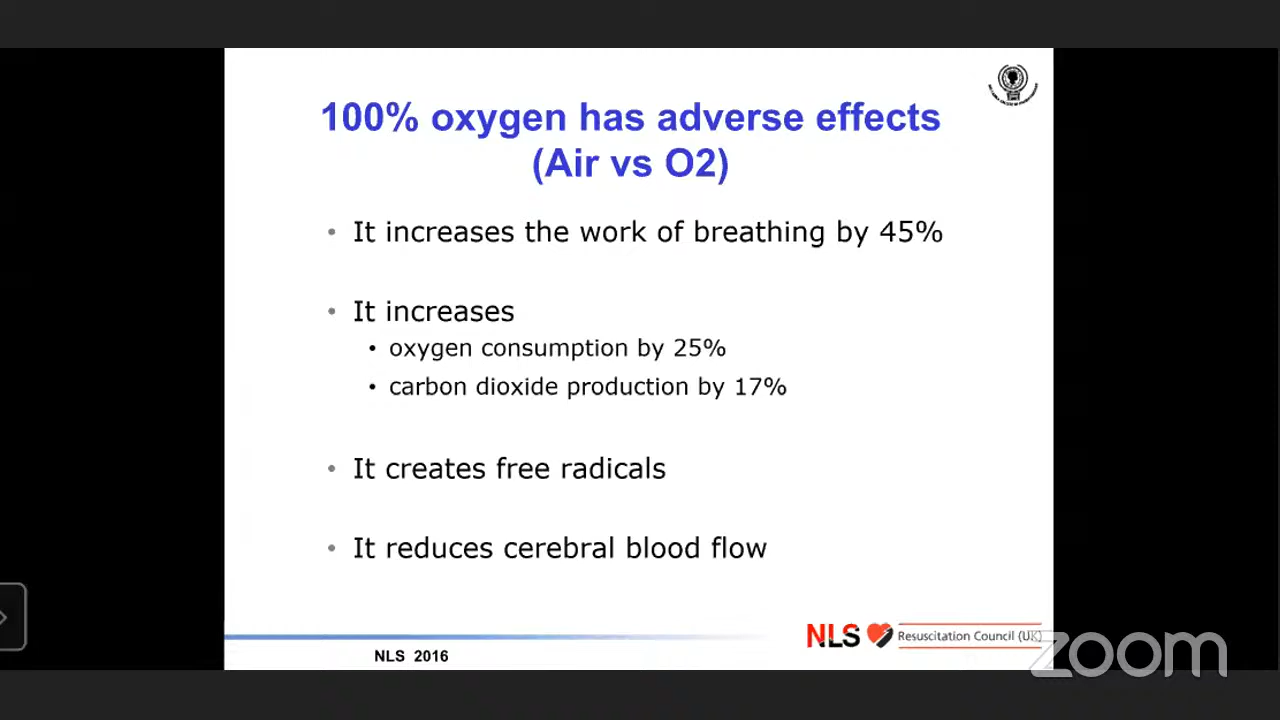 100% oxygen has adverse effects
(Air vs O2)
• It increases the work of breathing by 45%
• It increases
• oxygen consumption by 25%
• carbon dioxide production by 17%
• It creates free radicals
• It reduces cerebral blood flow
NLS Resuscitation Council (UK)
NLS 2016
zoom